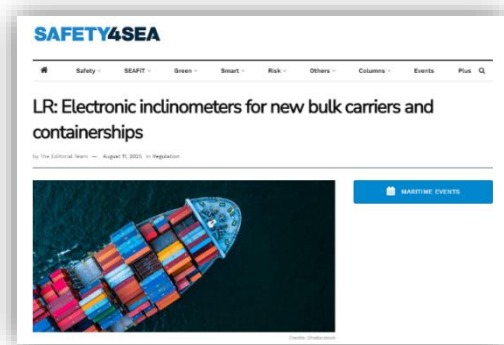 SAFETY4SEA
Safety
SEAFiT
Green
Smart
Risk
Others
Columns
Events
Plus
LR: Electronic inclinometers for new bulk carriers and
containerships
by The Editorial Team — August 11, 2023 in Regulation
MARITIME EVENTS
Credits: Shutterstock